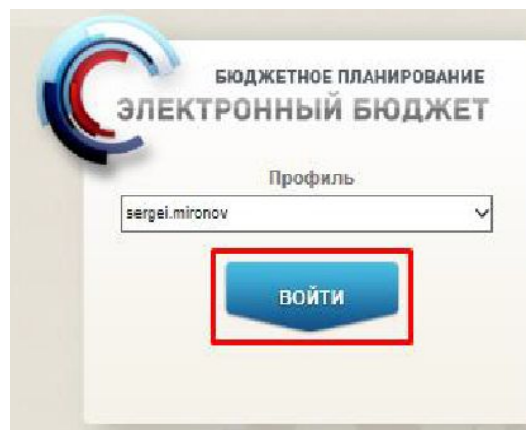 БЮДЖЕТНОЕ ПЛАНИРОВАНИЕ
ЭЛЕКТРОННЫЙ БЮДЖЕТ
Профиль
sergei.mironov
ВОЙТИ